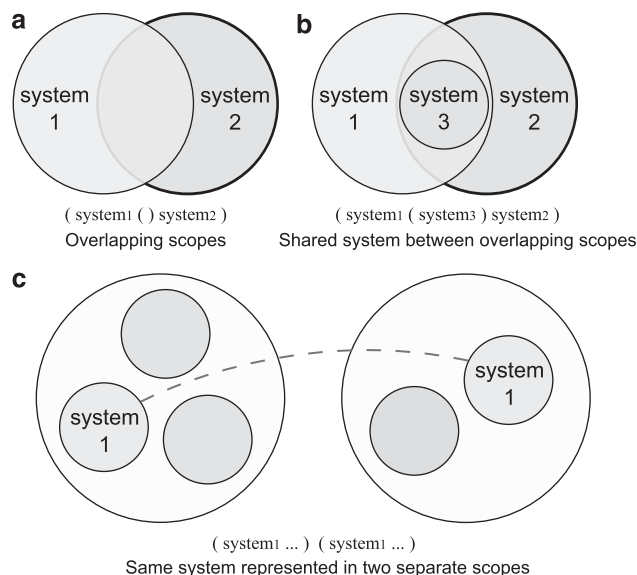 a
system
1
system
2
( system1 ( ) system2 )
Overlapping scopes
b
system
1
system
3
system
2
( system1 ( system3 ) system2 )
Shared system between overlapping scopes
c
system
1
system
1
( system1 ... ) ( system1 ... )
Same system represented in two separate scopes